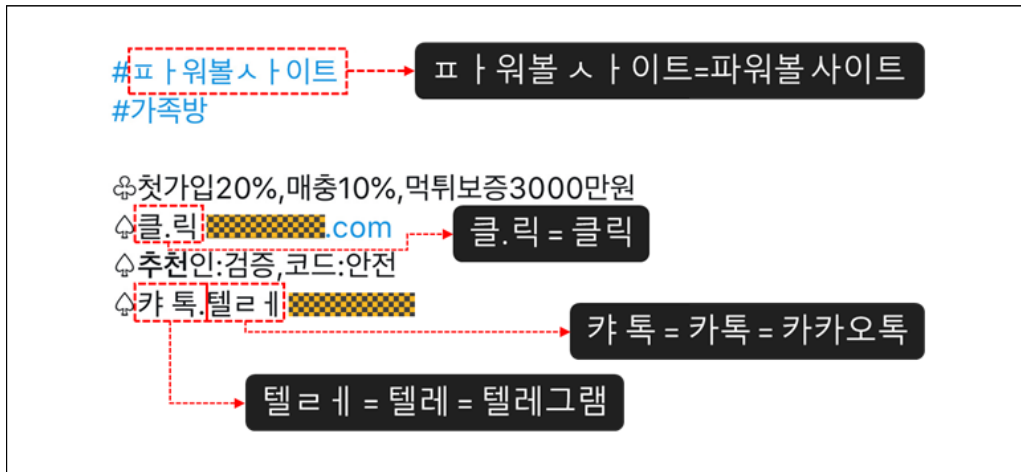 #ㅍㅏ워볼ㅅㅏ이트
ㅍㅏ워볼 ㅅㅏ이트=파워볼 사이트
#가족방
♧첫가입20%,매충10%,먹튀보증3000만원
♤클.릭 .com
클.릭 = 클릭
♤추천인:검증,코드:안전
♤캬 톡.텔ㄹㅔ
캬 톡 = 카톡 = 카카오톡
텔ㄹㅔ = 텔레 = 텔레그램